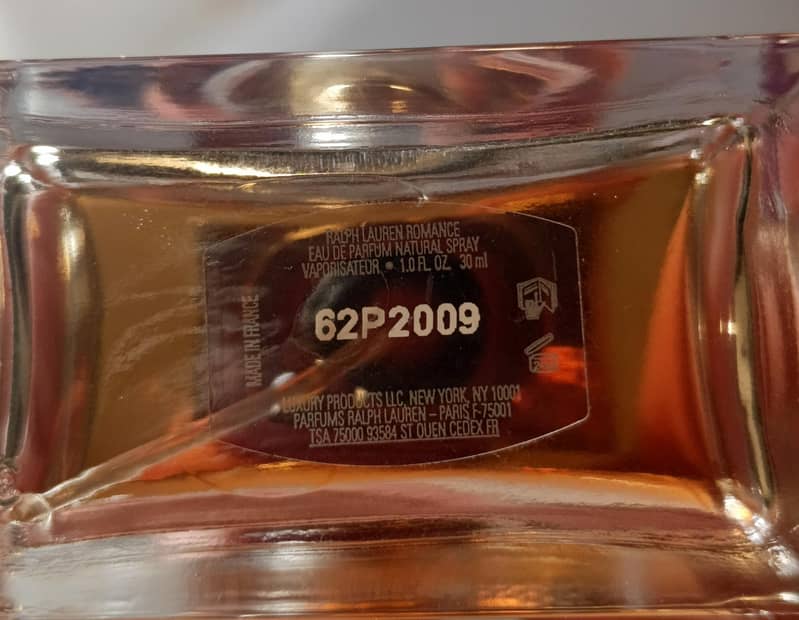 RALPH LAUREN ROMANCE
EAU DE PARFUM NATURAL SPRAY
VAPORISATEUR • 1.0 FL. OZ. 30 ml
62P2009
MADE IN FRANCE
LUXURY PRODUCTS LLC, NEW YORK, NY 10001
PARFUMS RALPH LAUREN – PARIS F-75001
TSA 75000 93584 ST OUEN CEDEX FR